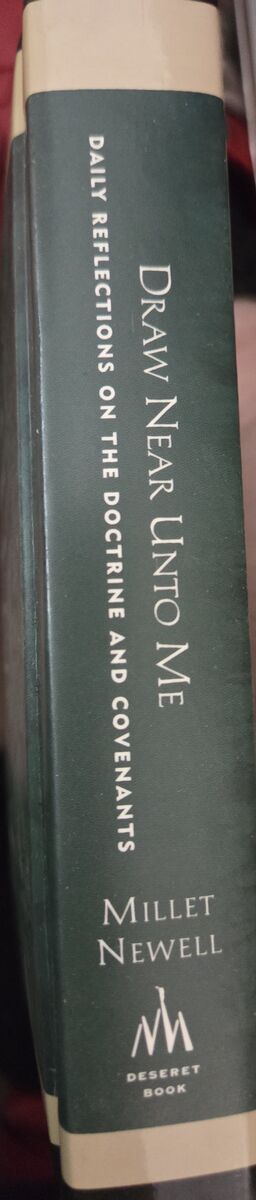 DRAW NEAR UNTO ME
DAILY REFLECTIONS ON THE DOCTRINE AND COVENANTS
MILLET
NEWELL
DESERET
BOOK